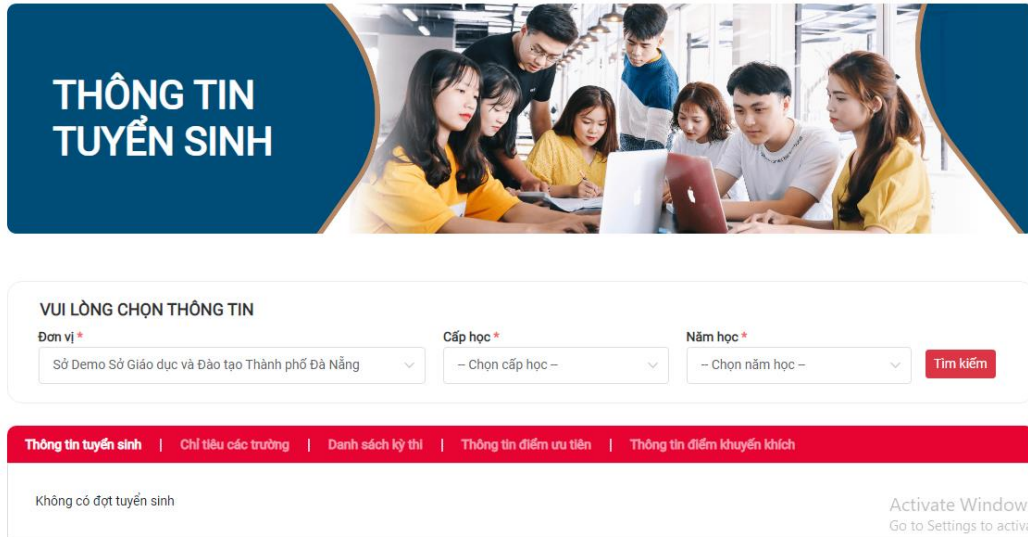 THÔNG TIN
TUYỂN SINH
VUI LÒNG CHỌN THÔNG TIN
Đơn vị * Cấp học * Năm học *
Sở Demo Sở Giáo dục và Đào tạo Thành phố Đà Nẵng -- Chọn cấp học -- -- Chọn năm học -- Tìm kiếm
Thông tin tuyển sinh | Chỉ tiêu các trường | Danh sách kỳ thi | Thông tin điểm ưu tiên | Thông tin điểm khuyến khích
Không có đợt tuyển sinh
Activate Window
Go to Settings to activa